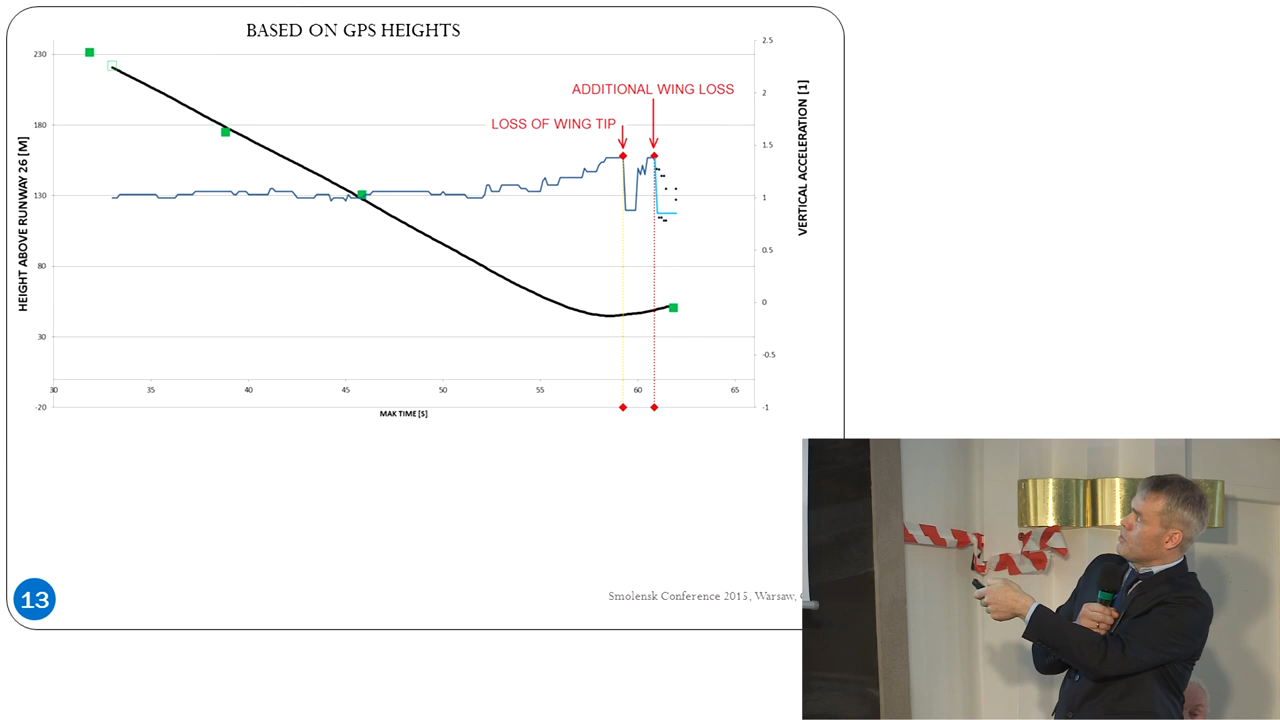 BASED ON GPS HEIGHTS
ADDITIONAL WING LOSS
LOSS OF WING TIP
HEIGHT ABOVE RUNWAY 26 [M]
230
180
130
80
30
-20
2.5
2
1.5
1
0.5
0
-0.5
-1
VERTICAL ACCELERATION [1]
30 35 40 45 50 55 60 65
MAK TIME [S]
13
Smolensk Conference 2015, Warsaw,